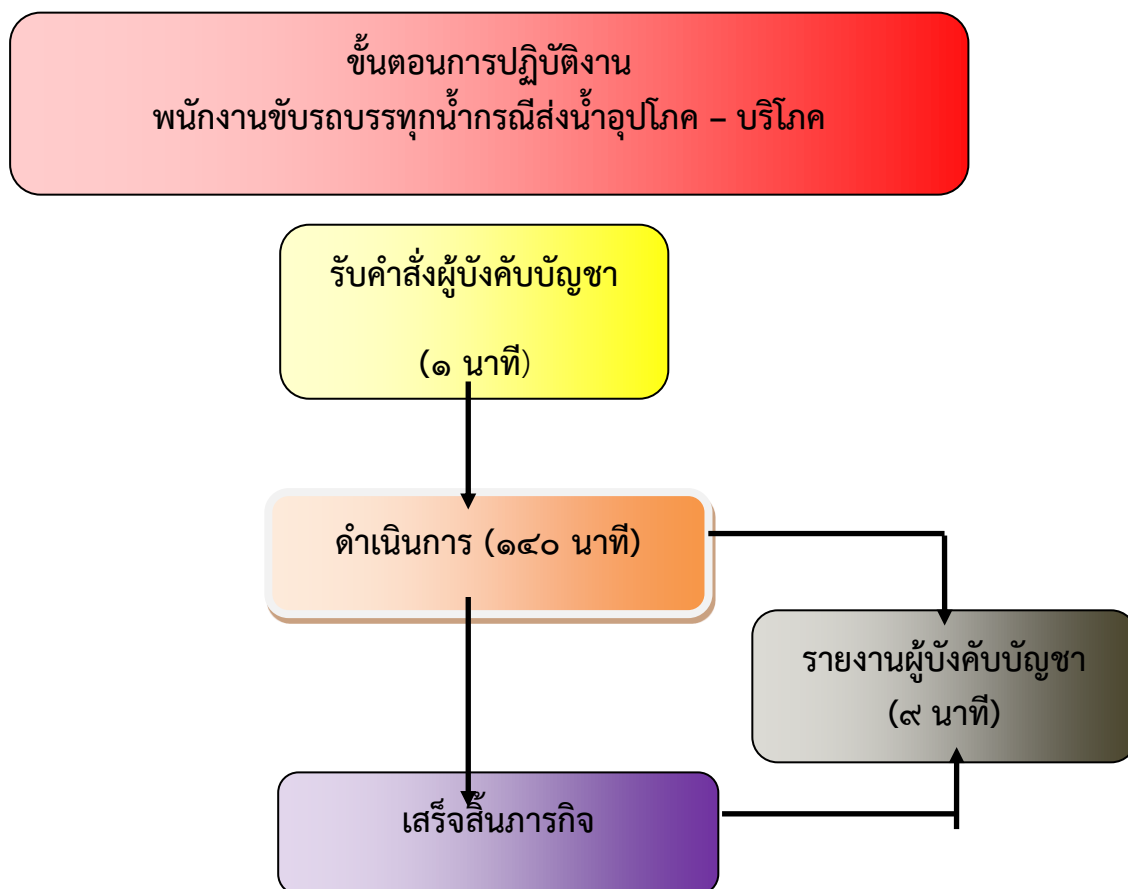 ขั้นตอนการปฏิบัติงาน
พนักงานขับรถบรรทุกน้ำกรณีส่งน้ำอุปโภค – บริโภค
รับคำสั่งผู้บังคับบัญชา
(๑ นาที)
ดำเนินการ (๑๔๐ นาที)
รายงานผู้บังคับบัญชา
(๙ นาที)
เสร็จสิ้นภารกิจ